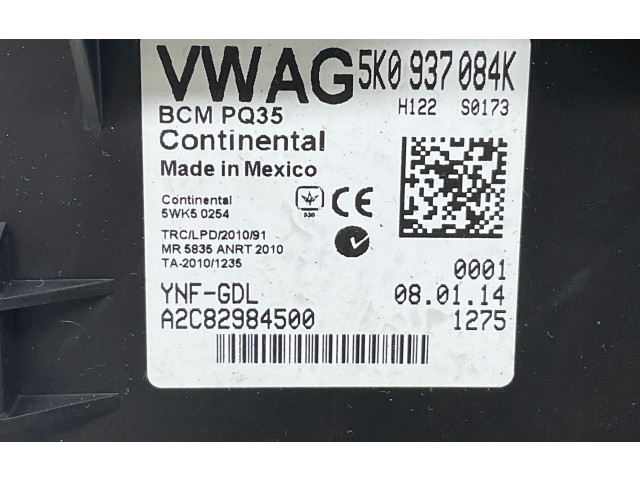 VWAG 5K0 937 084K
H122 S0173
BCM PQ35
Continental
Made in Mexico
Continental
5WK5 0254
TRC/LPD/2010/91
MR 5835 ANRT 2010
TA-2010/1235
CE
0001
YNF-GDL 08.01.14
A2C82984500 1275